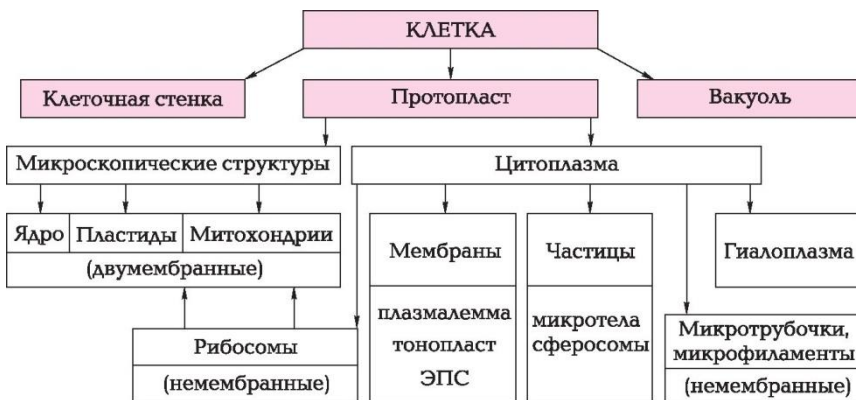 КЛЕТКА
Клеточная стенка
Протопласт
Вакуоль
Микроскопические структуры
Цитоплазма
Ядро
Пластиды
Митохондрии
(двумембранные)
Мембраны
Частицы
Гиалоплазма
плазмалемма
тонопласт
ЭПС
микротела
сферосомы
Рибосомы
(немембранные)
Микротрубочки,
микрофиламенты
(немембранные)